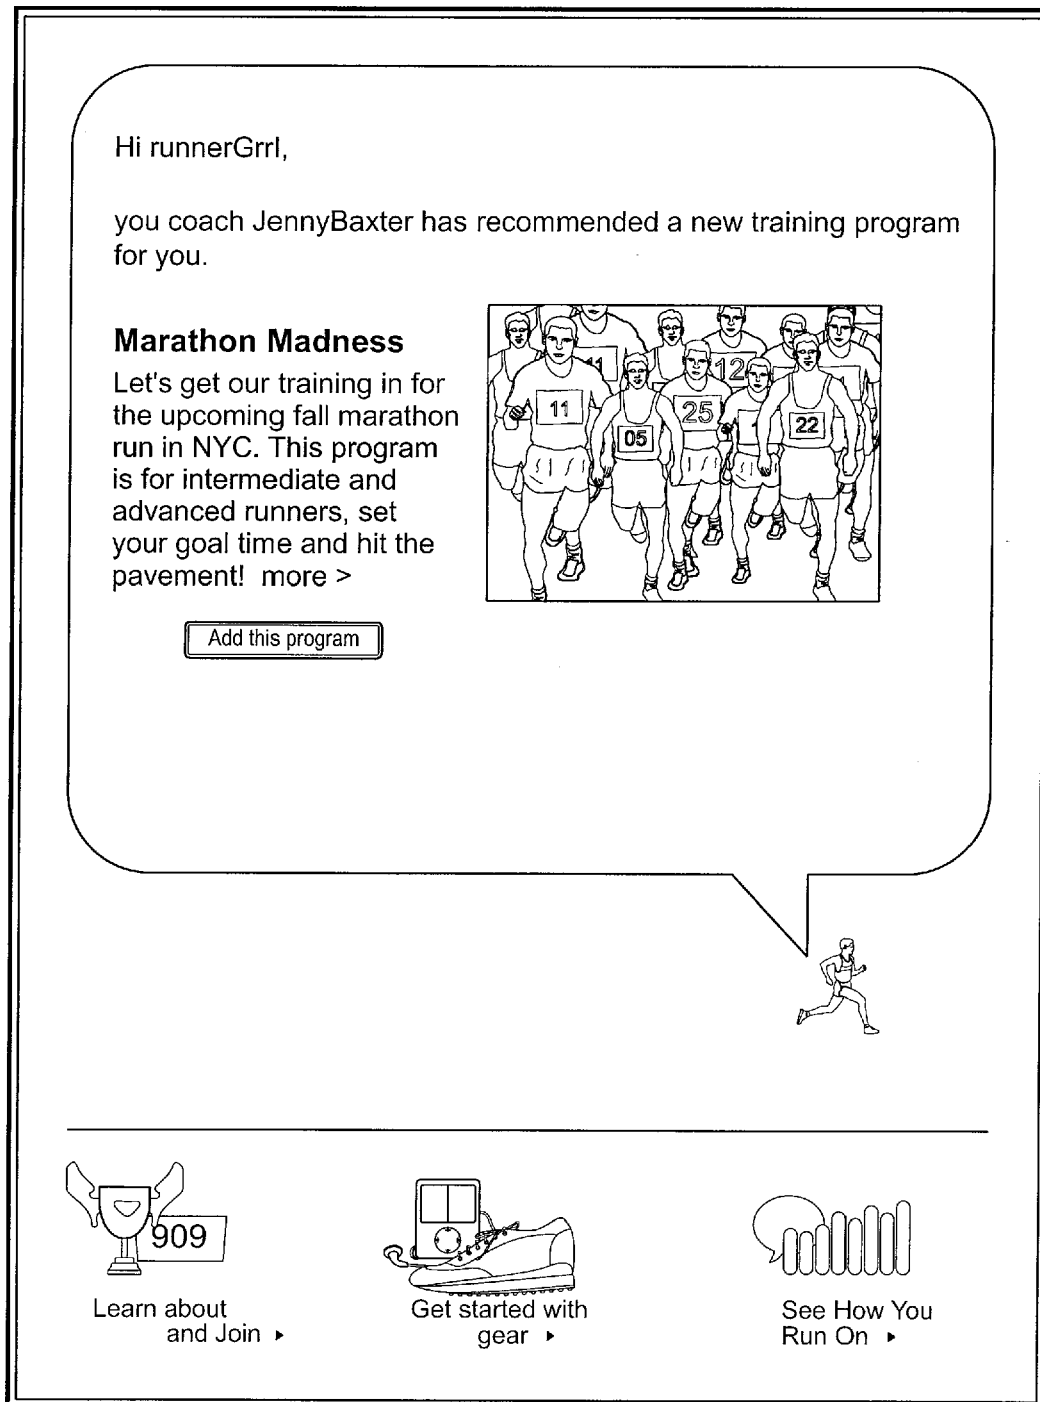 Hi runnerGrrl,
you coach JennyBaxter has recommended a new training program
for you.
Marathon Madness
Let's get our training in for
the upcoming fall marathon
run in NYC. This program
is for intermediate and
advanced runners, set
your goal time and hit the
pavement! more >
Add this program
11
12
11
25
05
22
1
1
909
Learn about
and Join ▸
Get started with
gear ▸
See How You
Run On ▸